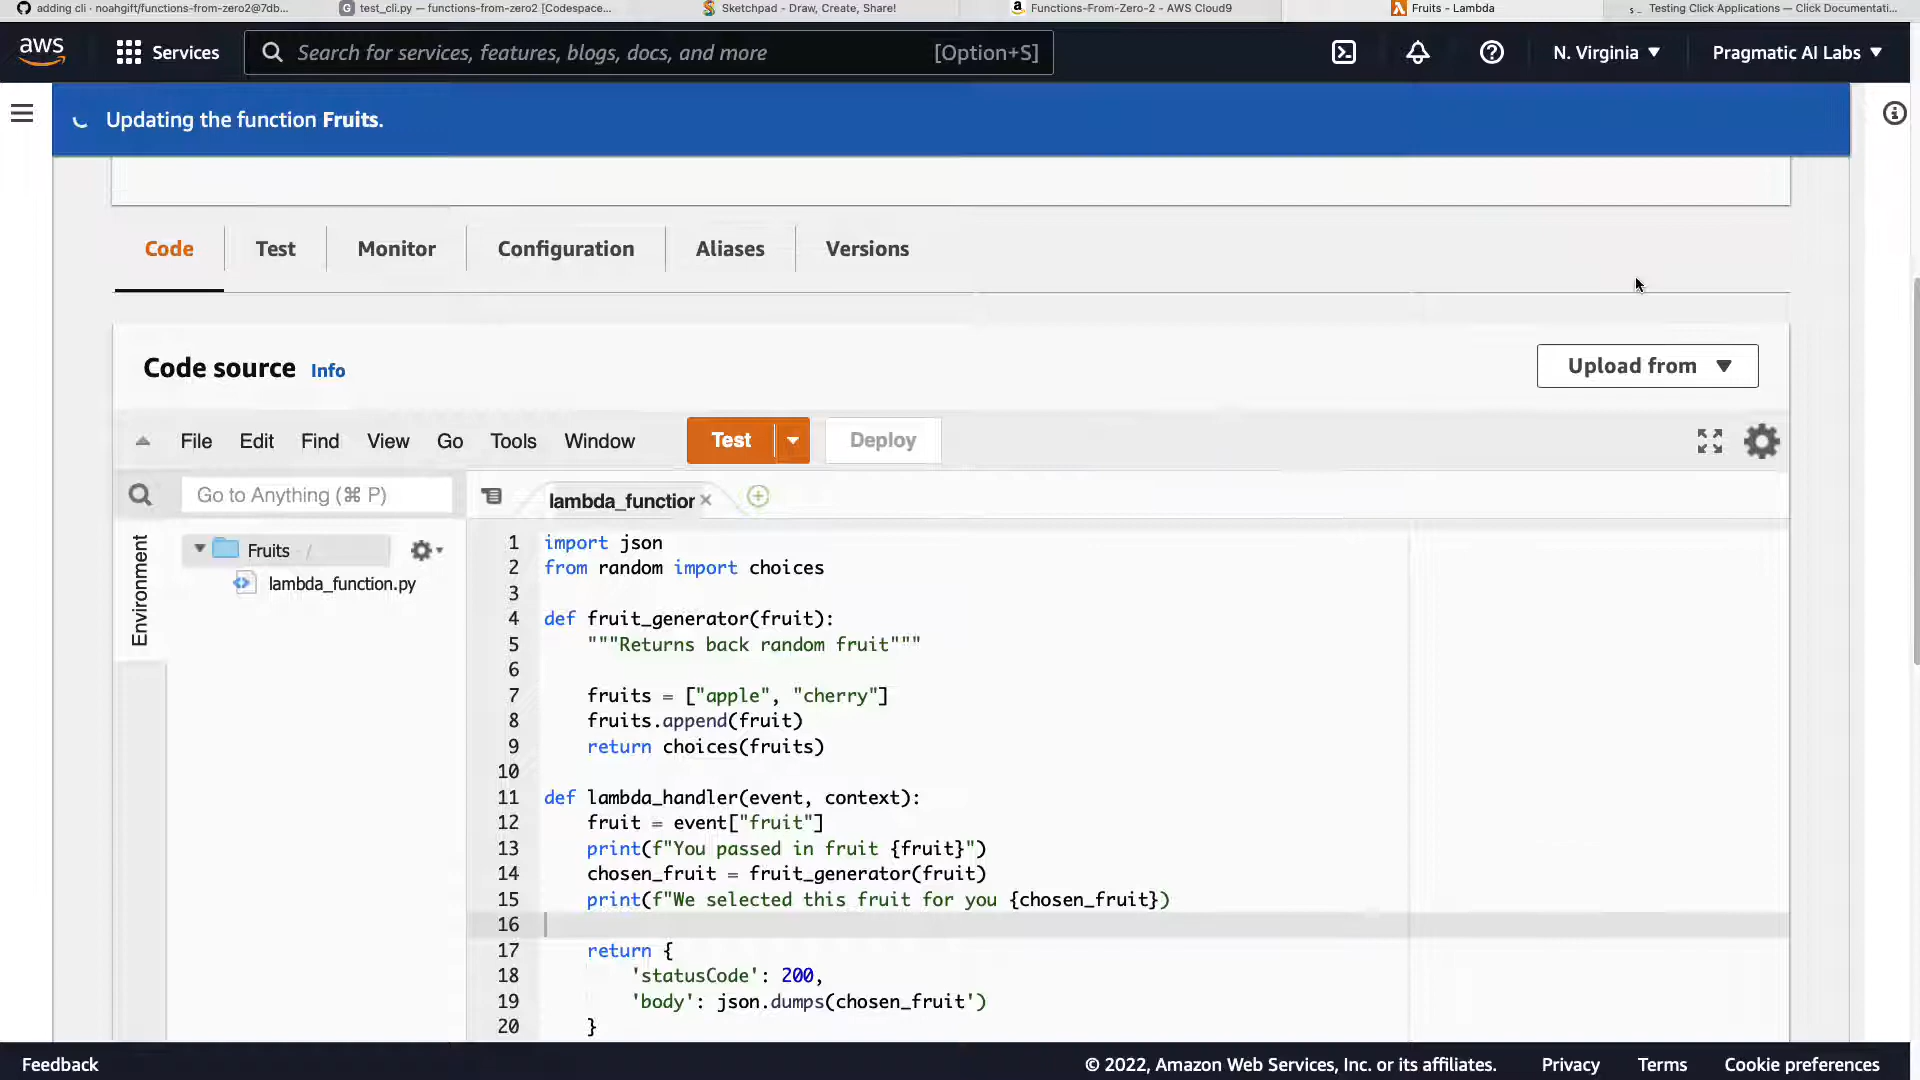 adding cli · noahgift/functions-from-zero2@7db...
test_cli.py — functions-from-zero2 [Codespace...
Sketchpad - Draw, Create, Share!
Functions-From-Zero-2 - AWS Cloud9
Fruits - Lambda
Testing Click Applications — Click Documentati...
aws
Services
Search for services, features, blogs, docs, and more
[Option+S]
N. Virginia
Pragmatic AI Labs
Updating the function Fruits.
Code
Test
Monitor
Configuration
Aliases
Versions
Code source
Info
Upload from
File
Edit
Find
View
Go
Tools
Window
Test
Deploy
Go to Anything (⌘ P)
lambda_function
Environment
Fruits /
lambda_function.py
1 import json
2 from random import choices
3
4 def fruit_generator(fruit):
5 """Returns back random fruit"""
6
7 fruits = ["apple", "cherry"]
8 fruits.append(fruit)
9 return choices(fruits)
10
11 def lambda_handler(event, context):
12 fruit = event["fruit"]
13 print(f"You passed in fruit {fruit}")
14 chosen_fruit = fruit_generator(fruit)
15 print(f"We selected this fruit for you {chosen_fruit})
16
17 return {
18 'statusCode': 200,
19 'body': json.dumps(chosen_fruit')
20 }
Feedback
© 2022, Amazon Web Services, Inc. or its affiliates.
Privacy
Terms
Cookie preferences